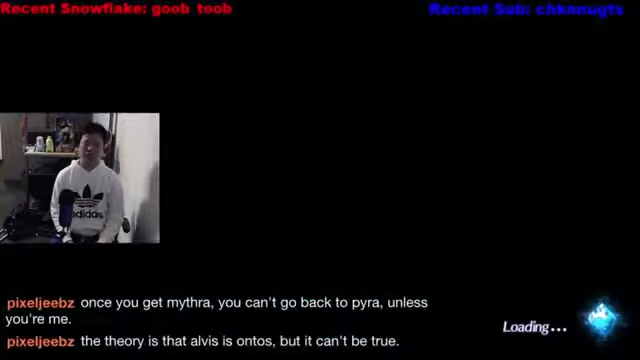 Recent Snowflake: goob_toob
Recent Sub: chknnugts
adidas
pixeljeebz once you get mythra, you can't go back to pyra, unless
you're me.
pixeljeebz the theory is that alvis is ontos, but it can't be true.
Loading...